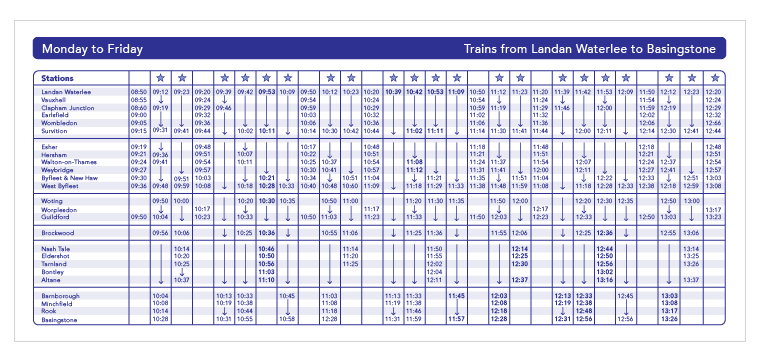 Monday to Friday Trains from Landan Waterlee to Basingstone
Stations
Landan Waterlee 08:50 09:12 09:23 09:20 09:39 09:42 09:53 10:09 09:50 10:12 10:23 10:20 10:39 10:42 10:53 11:09 10:50 11:12 11:23 11:20 11:39 11:42 11:53 12:09 11:50 12:12 12:23 12:20
Vauxhall 08:55 09:24 09:54 10:24 10:54 11:24 11:54 12:24
Clapham Junction 08:60 09:19 09:29 09:46 09:59 10:29 10:59 11:19 11:29 11:46 12:00 11:59 12:19 12:29
Earlsfield 09:00 09:32 10:03 10:32 11:02 11:32 12:02 12:32
Wombledon 09:05 09:36 10:06 10:36 11:06 11:36 12:06 12:66
Survition 09:15 09:31 09:41 09:44 10:02 10:11 10:14 10:30 10:42 10:44 11:02 11:11 11:14 11:30 11:41 11:44 12:00 12:11 12:14 12:30 12:41 12:44
Esher 09:19 09:48 10:17 10:48 11:18 11:48 12:18 12:48
Hersham 09:21 09:36 09:51 10:07 10:22 10:51 11:21 11:51 12:21 12:51
Walton-on-Thames 09:24 09:41 09:54 10:11 10:25 10:37 10:54 11:08 11:24 11:37 11:54 12:07 12:24 12:37 12:54
Weybridge 09:27 09:57 10:30 10:41 10:57 11:12 11:31 11:41 12:00 12:11 12:27 12:41 12:57
Byfleet & New Haw 09:30 09:51 10:03 10:21 10:36 10:51 11:04 11:21 11:35 11:51 11:04 12:22 12:33 12:51 13:03
West Byfleet 09:36 09:48 09:59 10:08 10:18 10:28 10:33 10:40 10:48 10:60 11:09 11:18 11:29 11:33 11:38 11:48 11:59 11:08 11:18 12:28 12:33 12:38 12:18 12:59 13:08
Woting 09:50 10:00 10:20 10:30 10:35 10:50 11:00 11:20 11:30 11:35 11:50 12:00 12:20 12:30 12:35 12:50 13:00
Worpleedon 10:17 11:17 12:17 13:17
Guildford 09:50 10:04 10:23 10:33 10:50 11:03 11:23 11:33 11:50 12:03 12:23 12:33 12:50 13:03 13:23
Brockwood 09:56 10:06 10:25 10:36 10:55 11:06 11:25 11:36 11:55 12:06 12:25 12:36 12:55 13:06
Nash Tale 10:14 10:46 11:14 11:50 12:14 12:44 13:14
Eldershot 10:20 10:50 11:20 11:55 12:25 12:50 13:25
Tarnland 10:25 10:56 11:25 12:02 12:30 12:56 13:26
Bontley 11:03 12:04 13:02
Altane 10:37 11:10 12:11 12:37 13:16 13:37
Barnborough 10:04 10:13 10:33 10:45 11:03 11:13 11:33 11:45 12:03 12:13 12:33 12:45 13:03
Minchfield 10:08 10:19 10:38 11:08 11:19 11:38 12:08 12:19 12:38 13:08
Rook 10:14 10:44 11:18 11:46 12:18 12:48 13:17
Basingstone 10:28 10:31 10:55 10:58 12:28 11:31 11:59 11:57 12:28 12:31 12:56 12:56 13:26